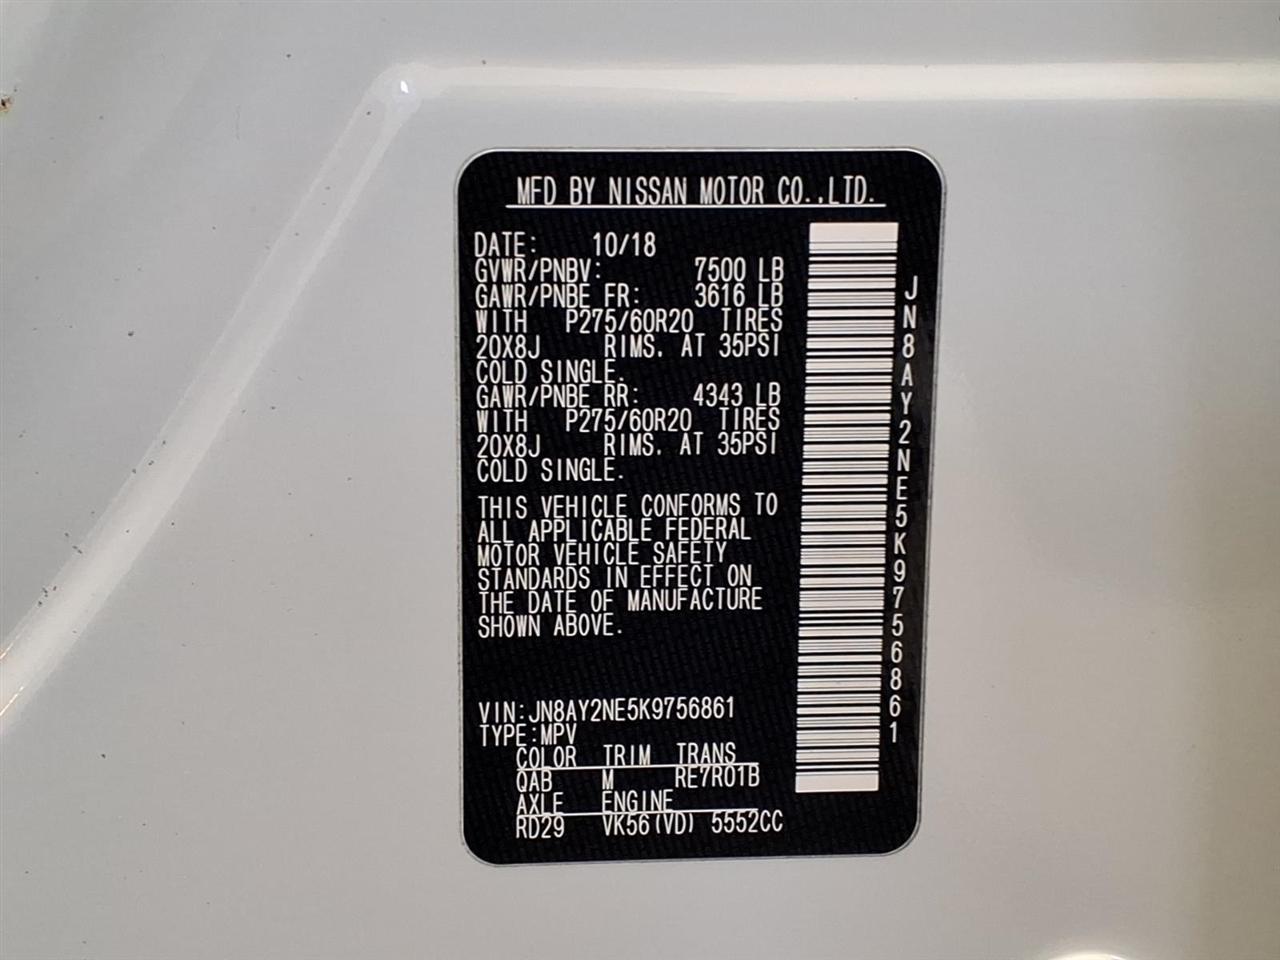 MFD BY NISSAN MOTOR CO.,LTD.
DATE: 10/18
GVWR/PNBV: 7500 LB
GAWR/PNBE FR: 3616 LB
WITH P275/60R20 TIRES
20X8J RIMS. AT 35PSI
COLD SINGLE.
GAWR/PNBE RR: 4343 LB
WITH P275/60R20 TIRES
20X8J RIMS. AT 35PSI
COLD SINGLE.
THIS VEHICLE CONFORMS TO
ALL APPLICABLE FEDERAL
MOTOR VEHICLE SAFETY
STANDARDS IN EFFECT ON
THE DATE OF MANUFACTURE
SHOWN ABOVE.
VIN:JN8AY2NE5K9756861
TYPE:MPV
COLOR TRIM TRANS
QAB M RE7R01B
AXLE ENGINE
RD29 VK56(VD) 5552CC
JN8AY2NE5K9756861